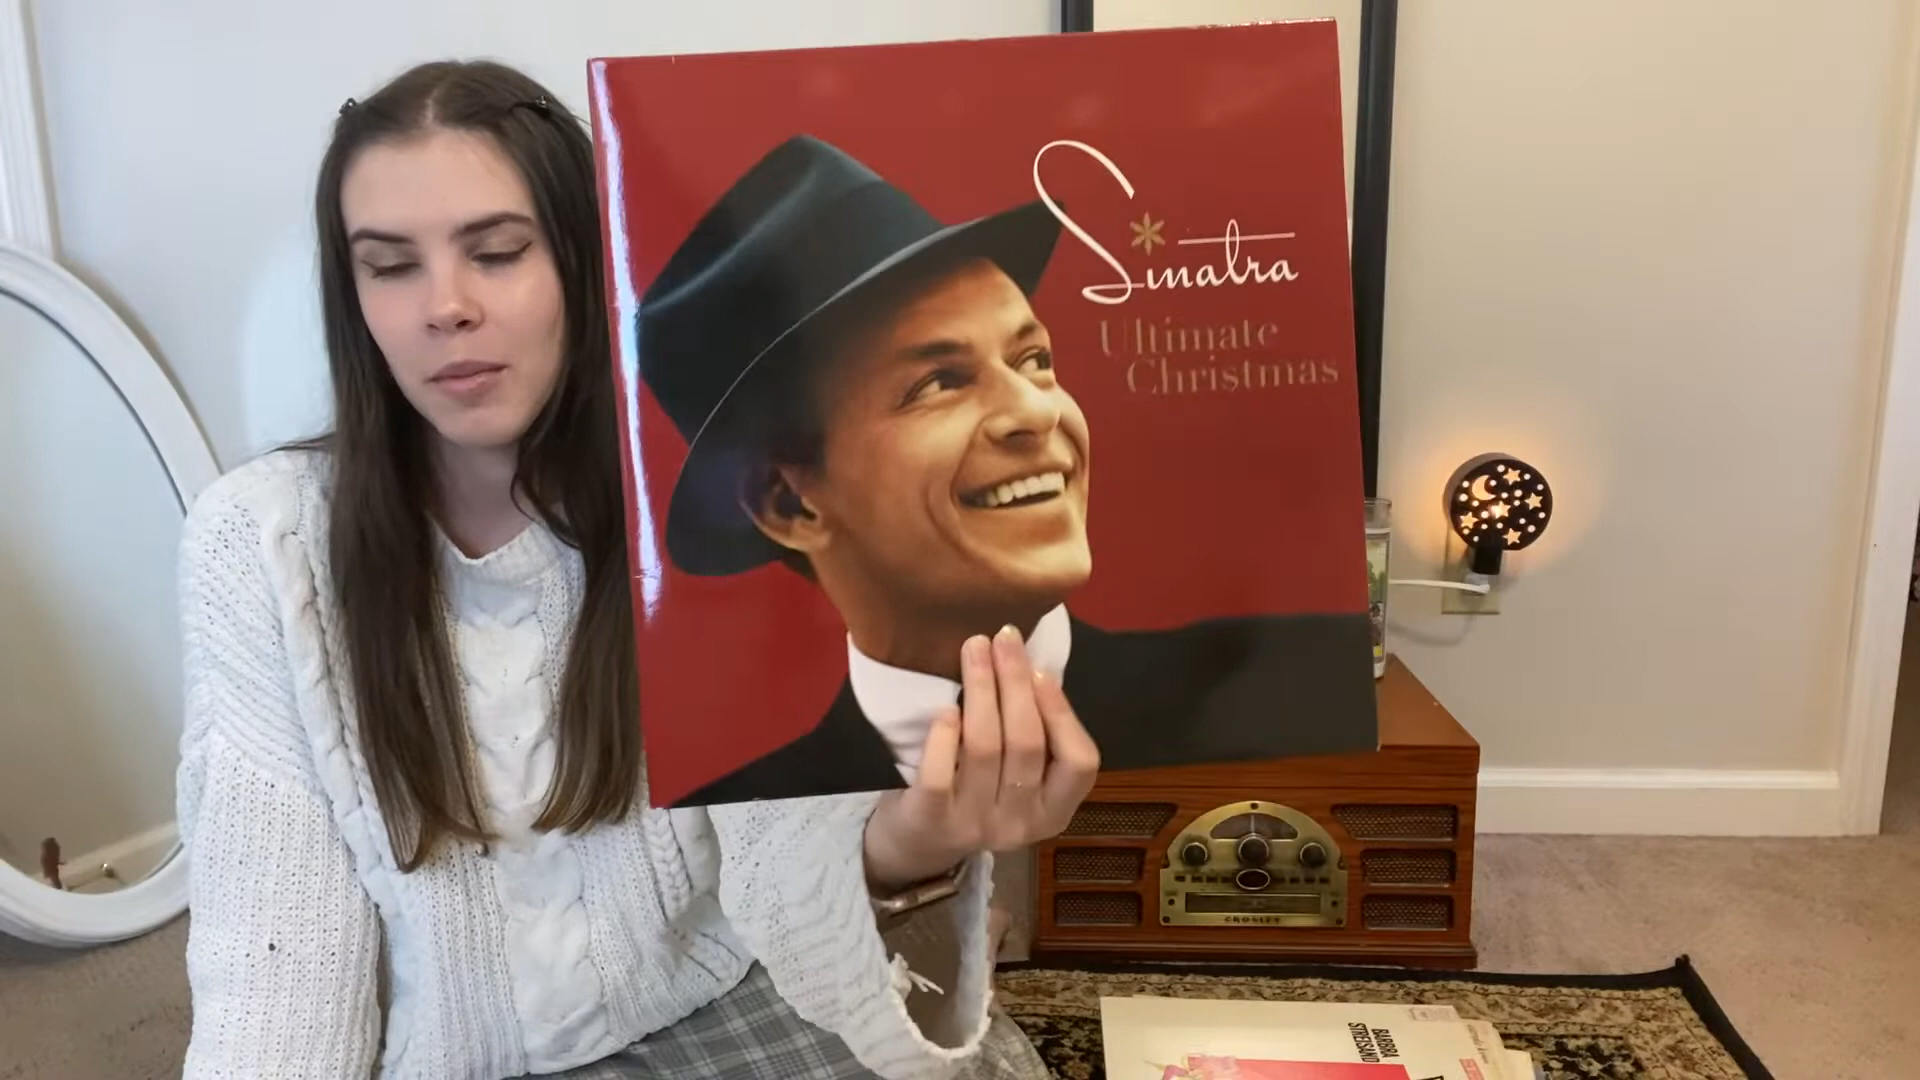 Sinatra
Ultimate
Christmas
CROSLEY
BARBRA
STREISAND